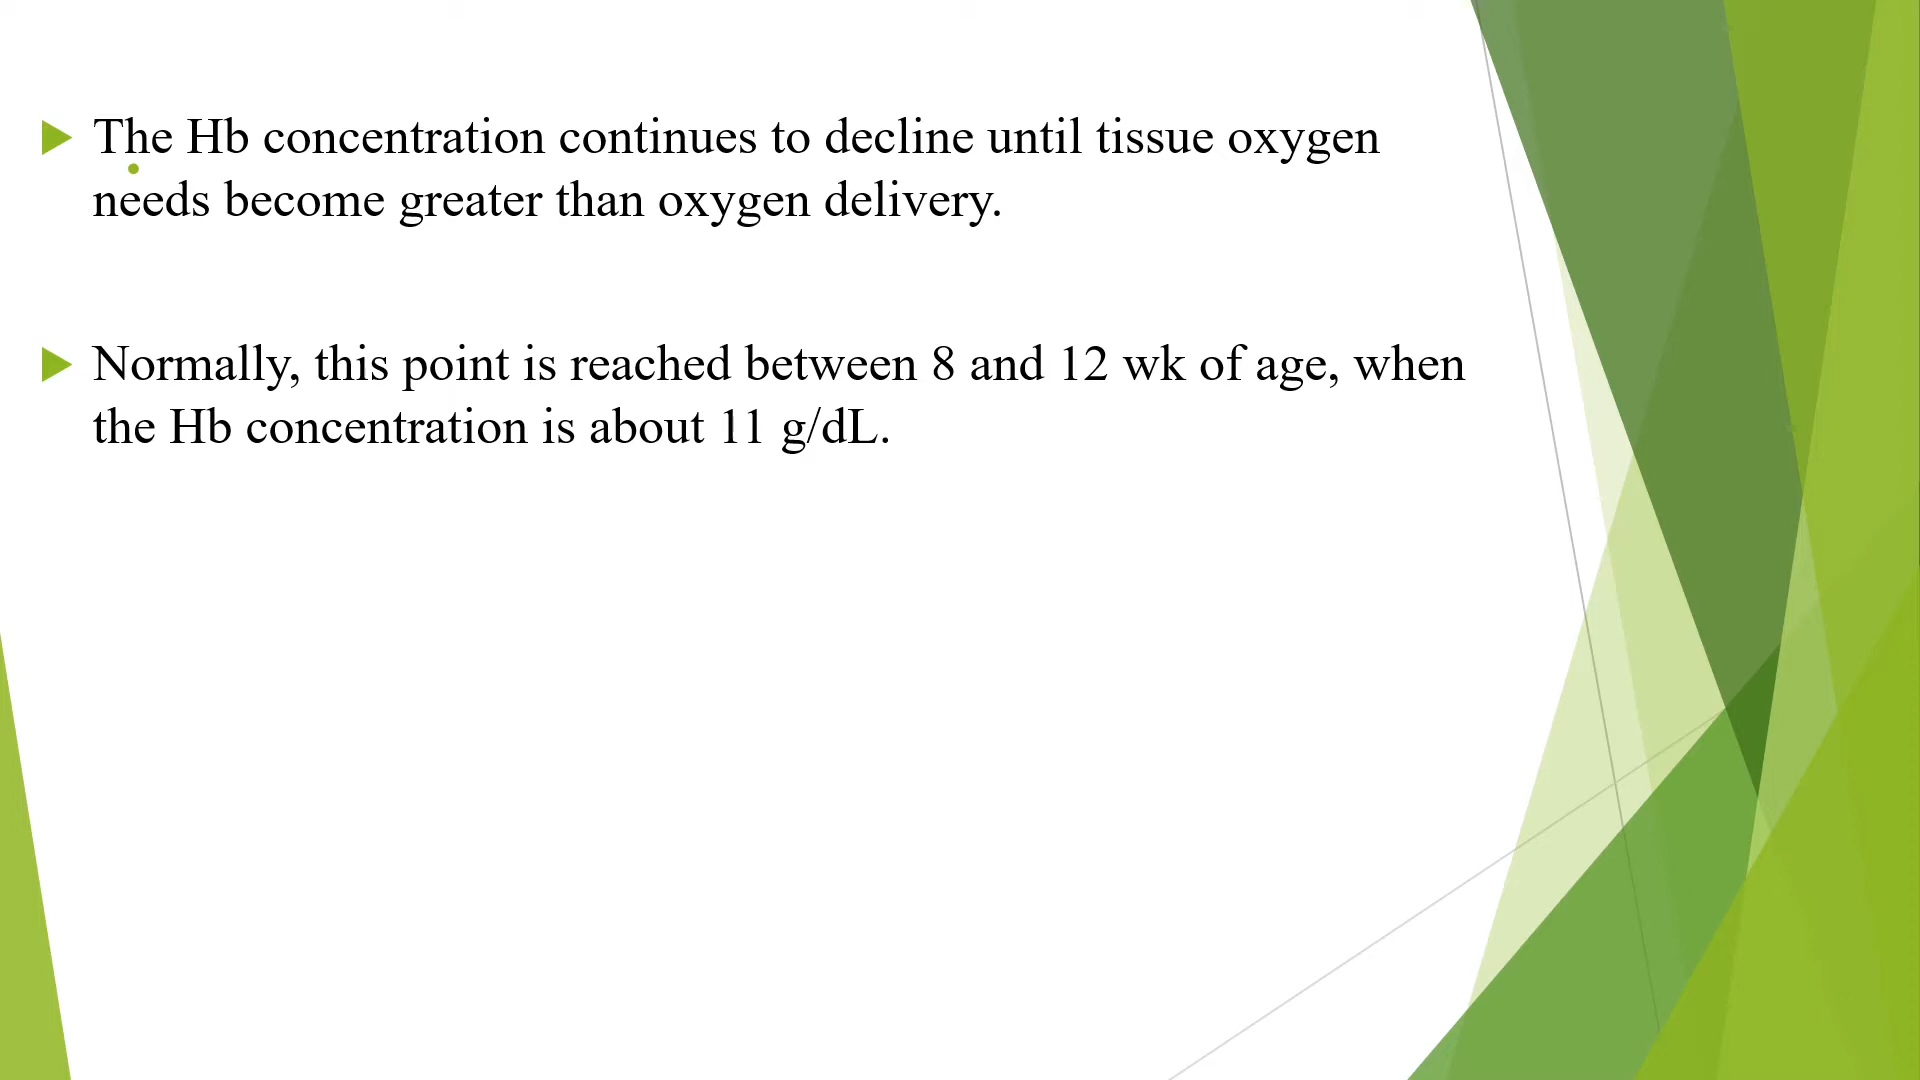 The Hb concentration continues to decline until tissue oxygen
needs become greater than oxygen delivery.
Normally, this point is reached between 8 and 12 wk of age, when
the Hb concentration is about 11 g/dL.